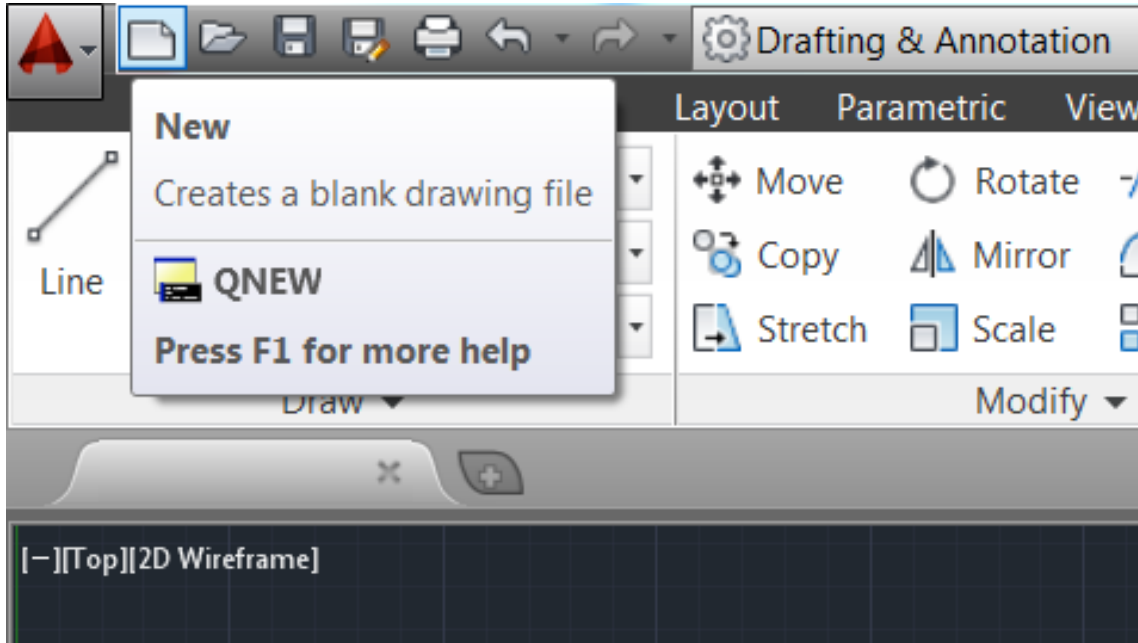 Drafting & Annotation
Layout Parametric View
New
Creates a blank drawing file
QNEW
Press F1 for more help
Line
Move Rotate
Copy Mirror
Stretch Scale
Draw Modify
[−][Top][2D Wireframe]